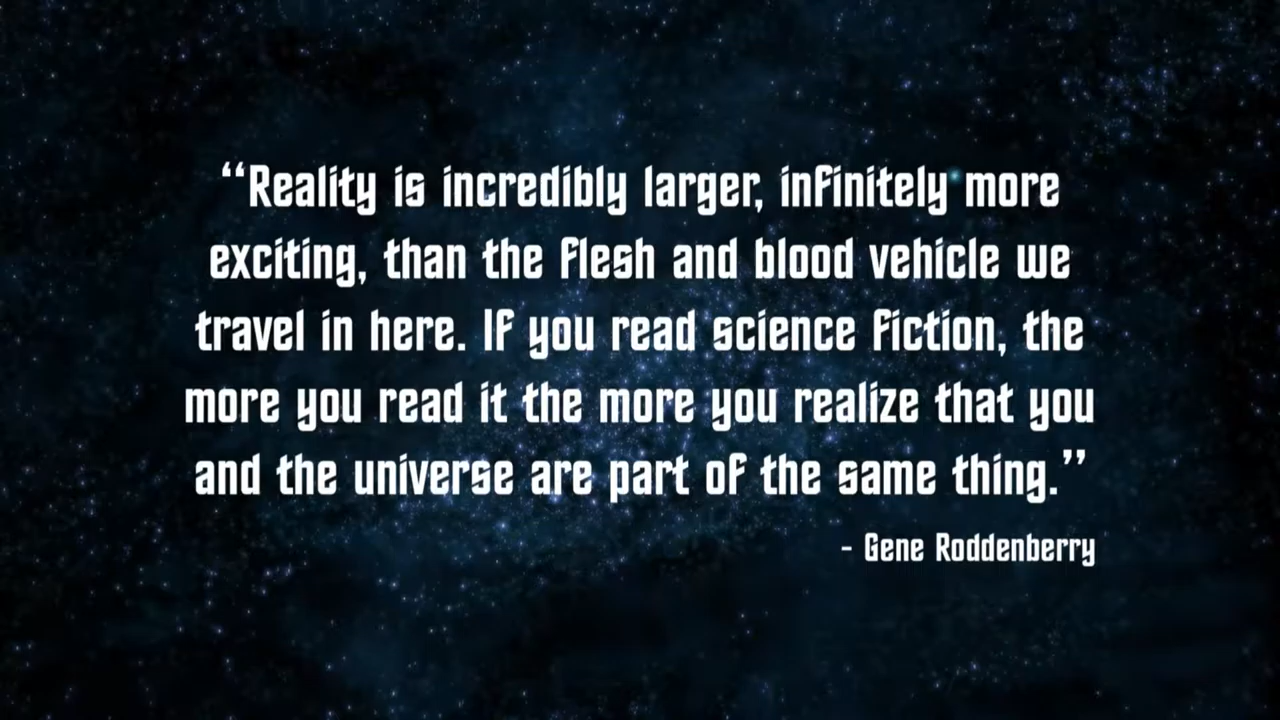 “Reality is incredibly larger, infinitely more
exciting, than the flesh and blood vehicle we
travel in here. If you read science fiction, the
more you read it the more you realize that you
and the universe are part of the same thing.”
- Gene Roddenberry